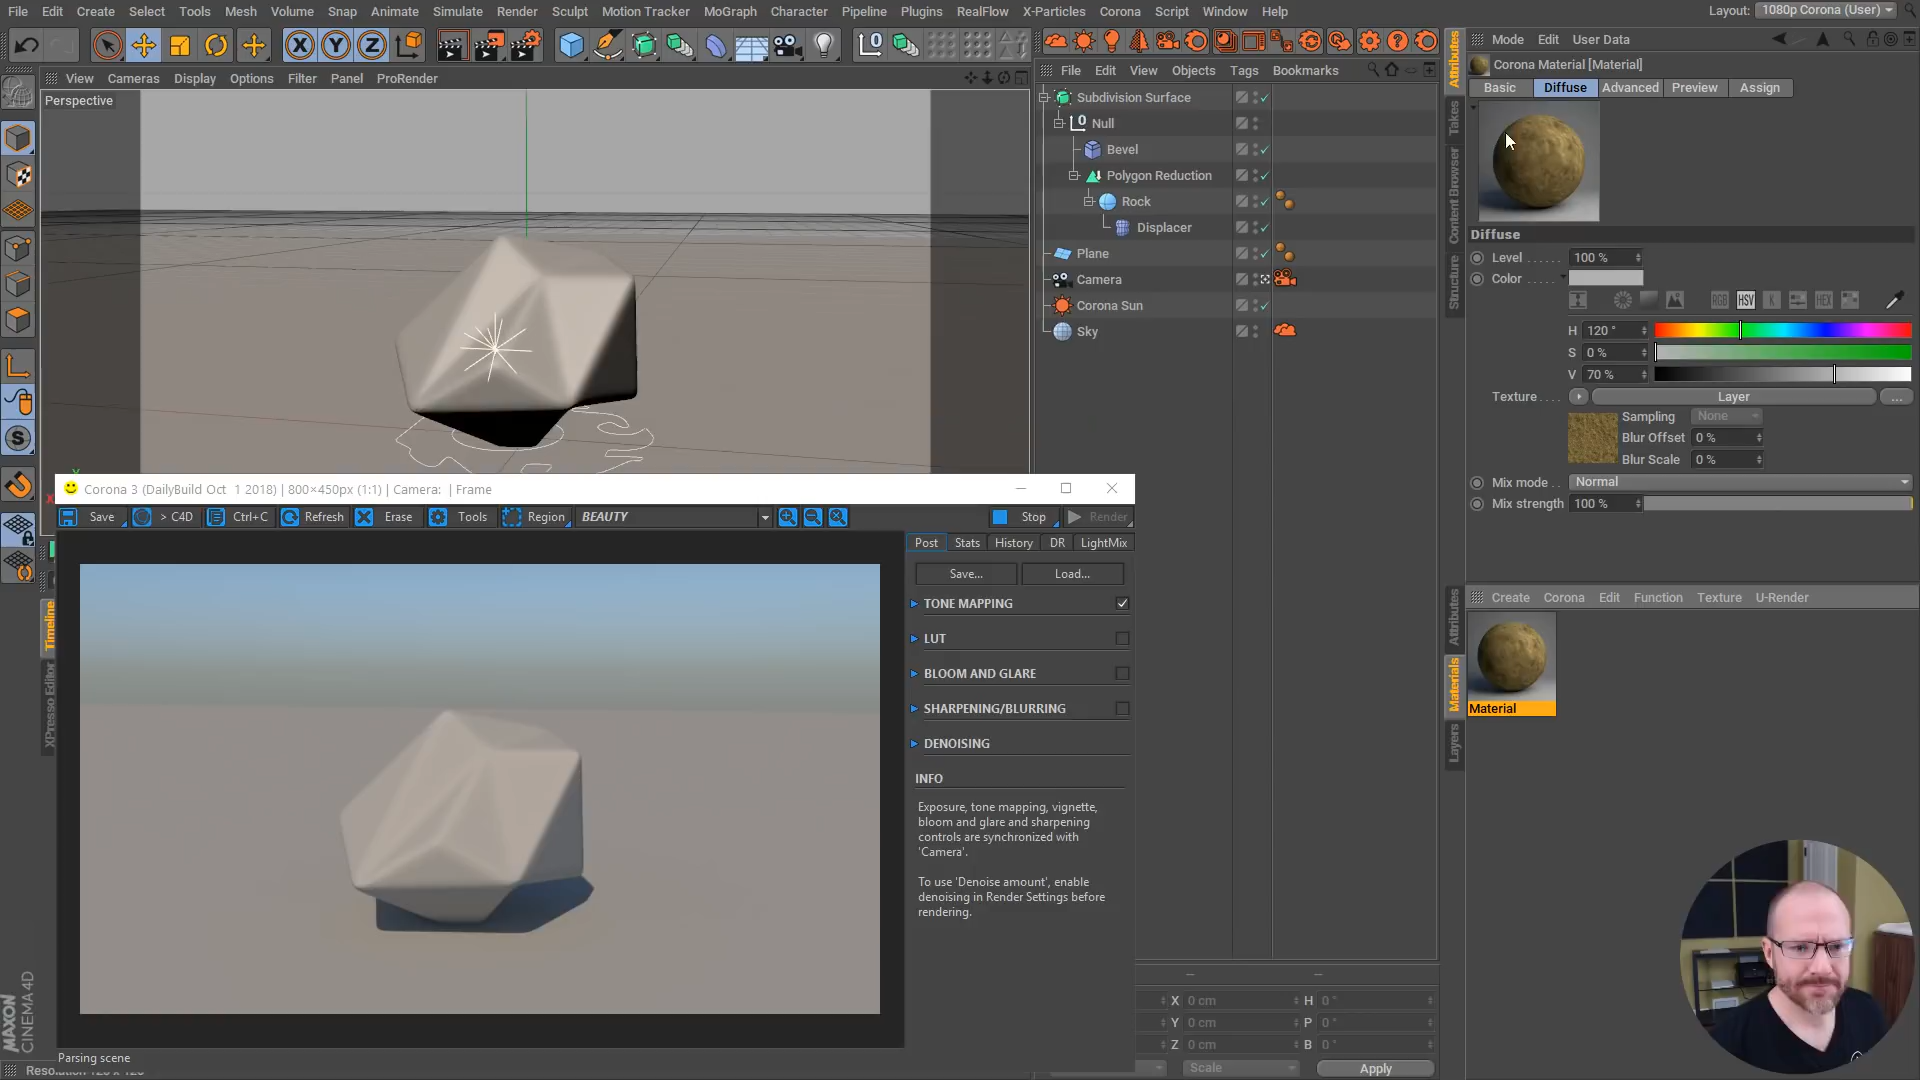 File Edit Create Select Tools Mesh Volume Snap Animate Simulate Render Sculpt Motion Tracker MoGraph Character Pipeline Plugins RealFlow X-Particles Corona Script Window Help
Layout: 1080p Corona (User)
View Cameras Display Options Filter Panel ProRender
Perspective
File Edit View Objects Tags Bookmarks
Subdivision Surface
Null
Bevel
Polygon Reduction
Rock
Displacer
Plane
Camera
Corona Sun
Sky
Attributes
Takes
Content Browser
Structure
Mode Edit User Data
Corona Material [Material]
Basic Diffuse Advanced Preview Assign
Diffuse
Level 100 %
Color
RGB HSV K HEX
H 120 °
S 0 %
V 70 %
Texture Layer ...
Sampling None
Blur Offset 0 %
Blur Scale 0 %
Mix mode Normal
Mix strength 100 %
Attributes
Materials
Layers
Create Corona Edit Function Texture U-Render
Material
Corona 3 (DailyBuild Oct 1 2018) | 800×450px (1:1) | Camera: | Frame
Save > C4D Ctrl+C Refresh Erase Tools Region BEAUTY Stop Render
Post Stats History DR LightMix
Save... Load...
TONE MAPPING
LUT
BLOOM AND GLARE
SHARPENING/BLURRING
DENOISING
INFO
Exposure, tone mapping, vignette,
bloom and glare and sharpening
controls are synchronized with
'Camera'.
To use 'Denoise amount', enable
denoising in Render Settings before
rendering.
Timeline
XPresso Editor
MAXON
CINEMA 4D
Parsing scene
X 0 cm H 0 °
Y 0 cm P 0 °
Z 0 cm B 0 °
Scale Apply